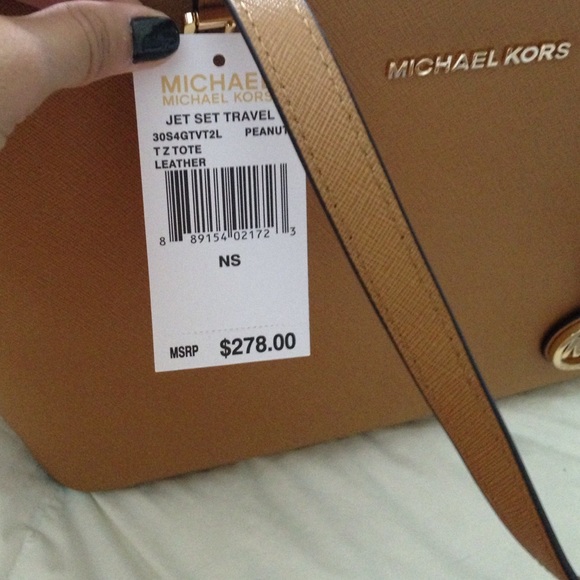 MICHAEL KORS
MICHAEL
MICHAEL KORS
JET SET TRAVEL
30S4GTVT2L PEANUT
T Z TOTE
LEATHER
8 89154 02172 3
NS
MSRP $278.00